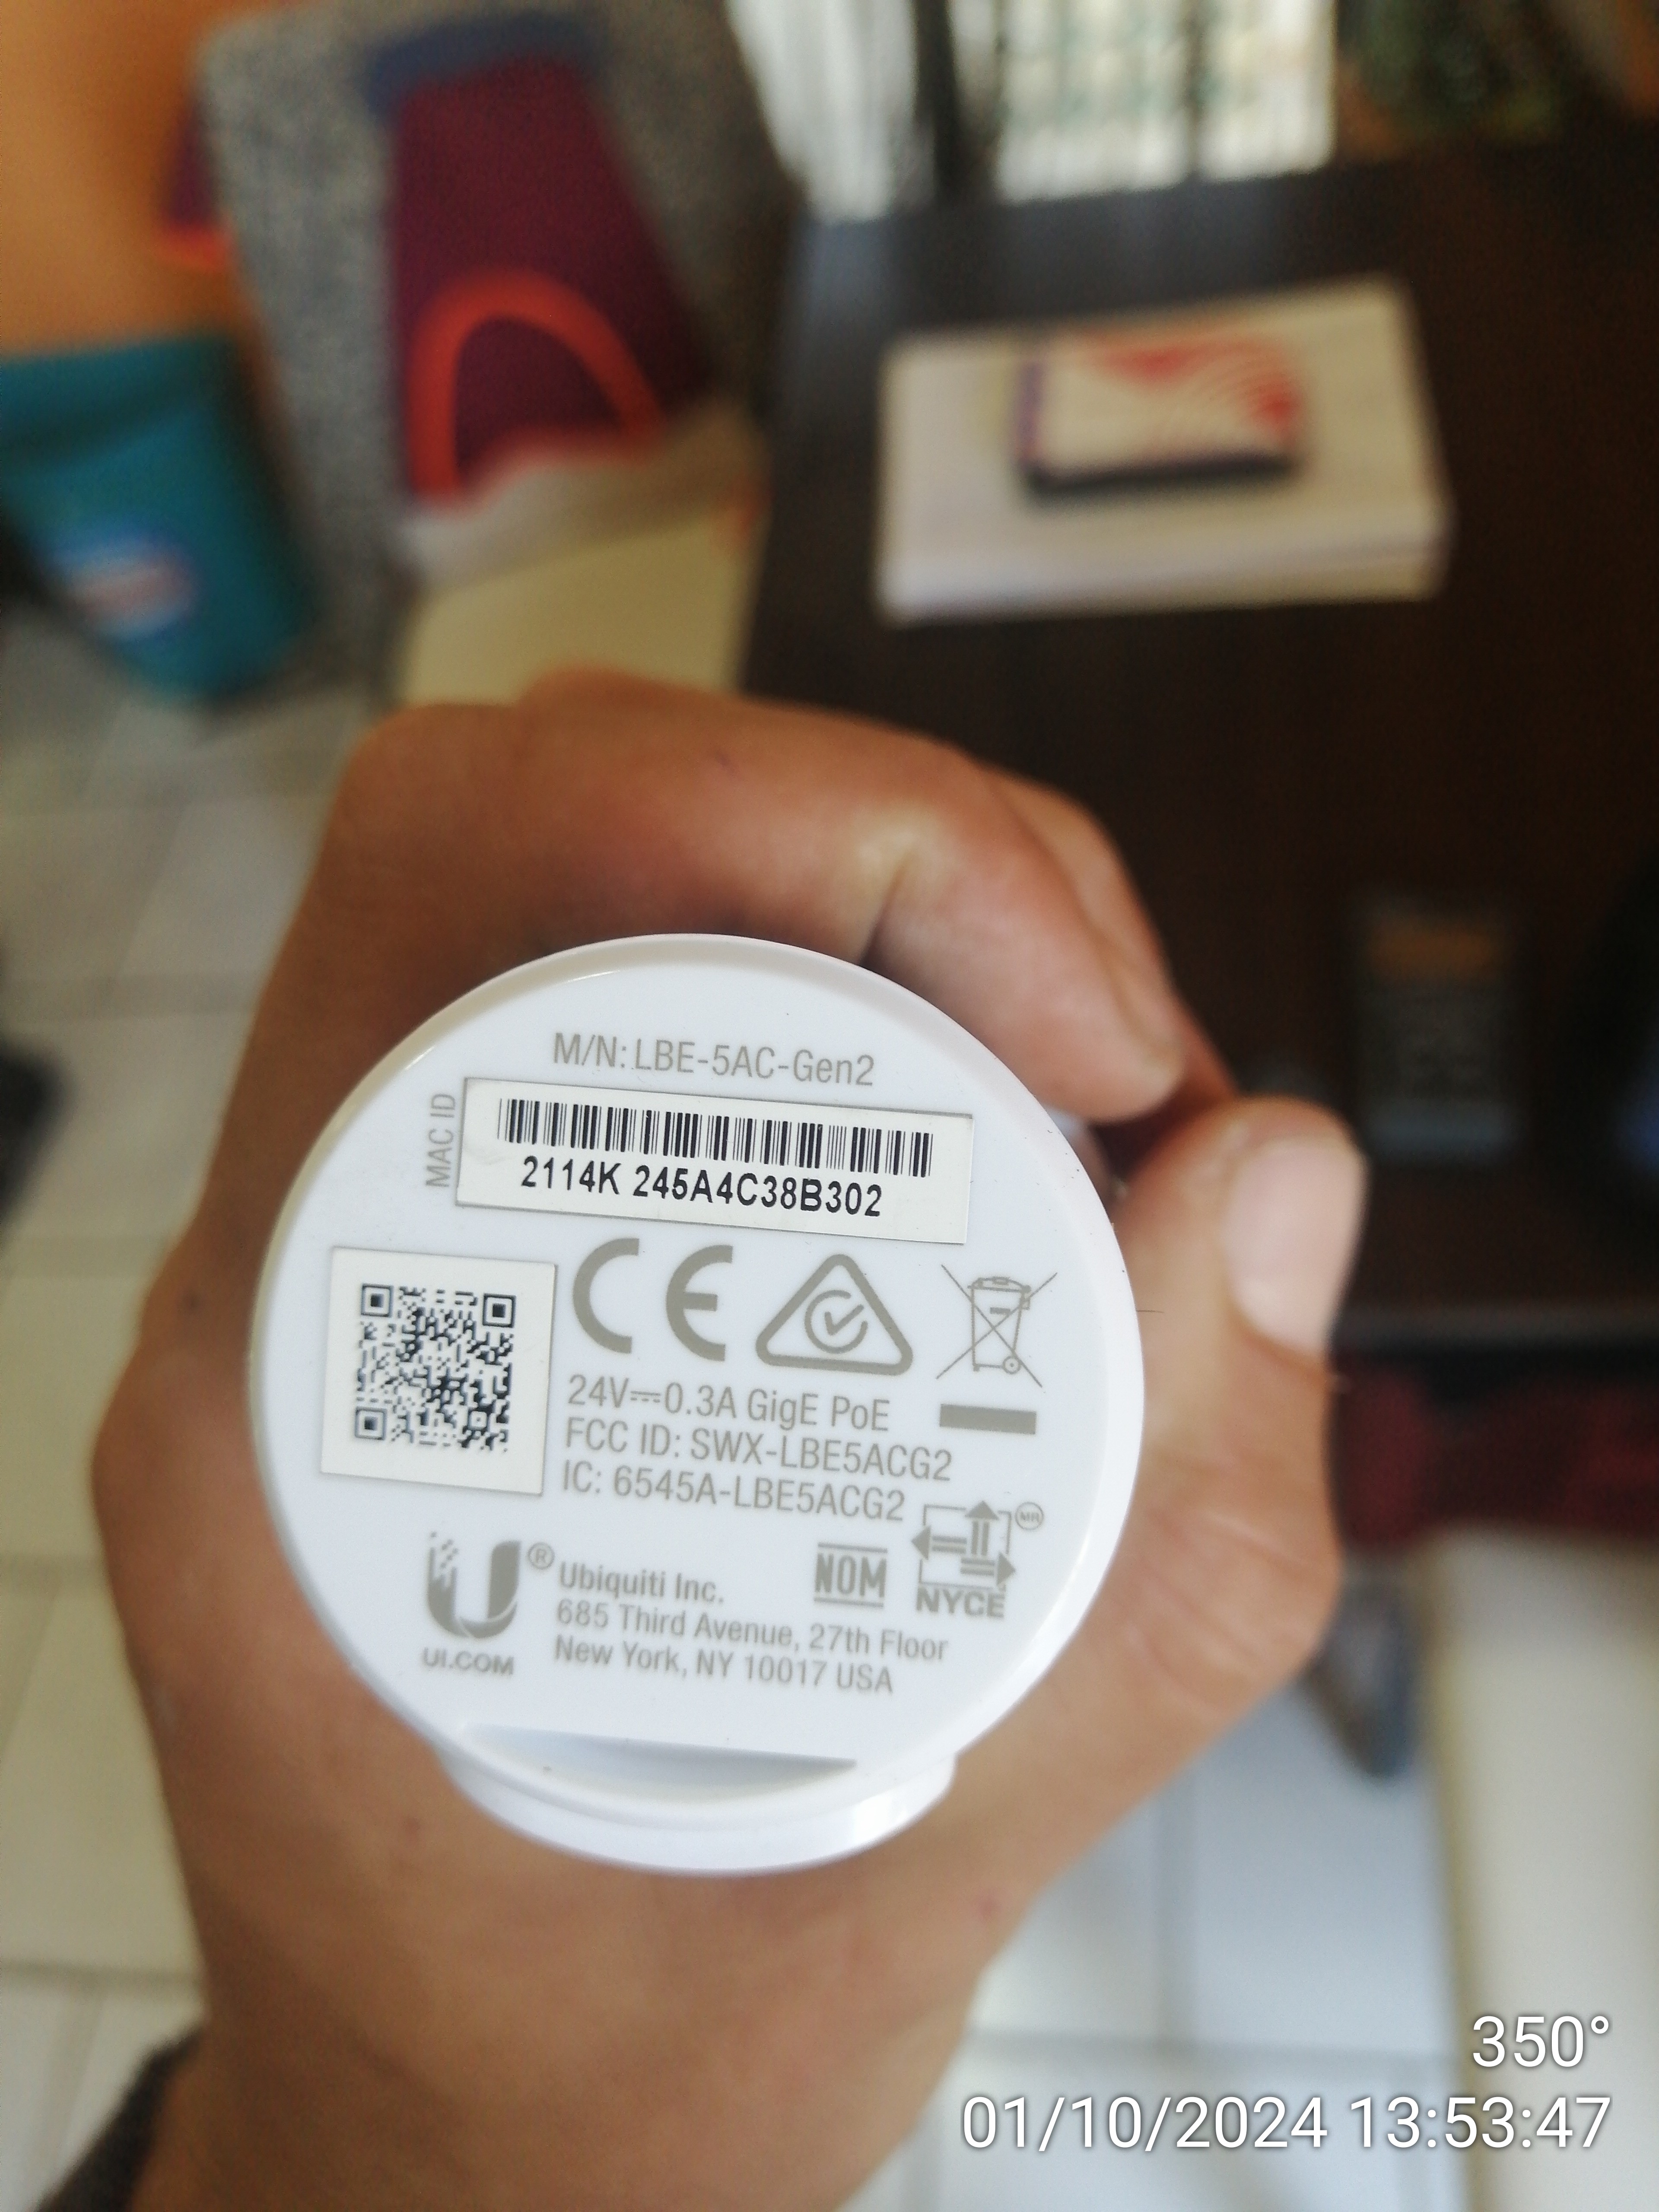 M/N: LBE-5AC-Gen2
MAC ID
2114K 245A4C38B302
CE
24V⎓0.3A GigE PoE
FCC ID: SWX-LBE5ACG2
IC: 6545A-LBE5ACG2
U®
UI.COM
Ubiquiti Inc.
685 Third Avenue, 27th Floor
New York, NY 10017 USA
NOM
MR
NYCE
350°
01/10/2024 13:53:47